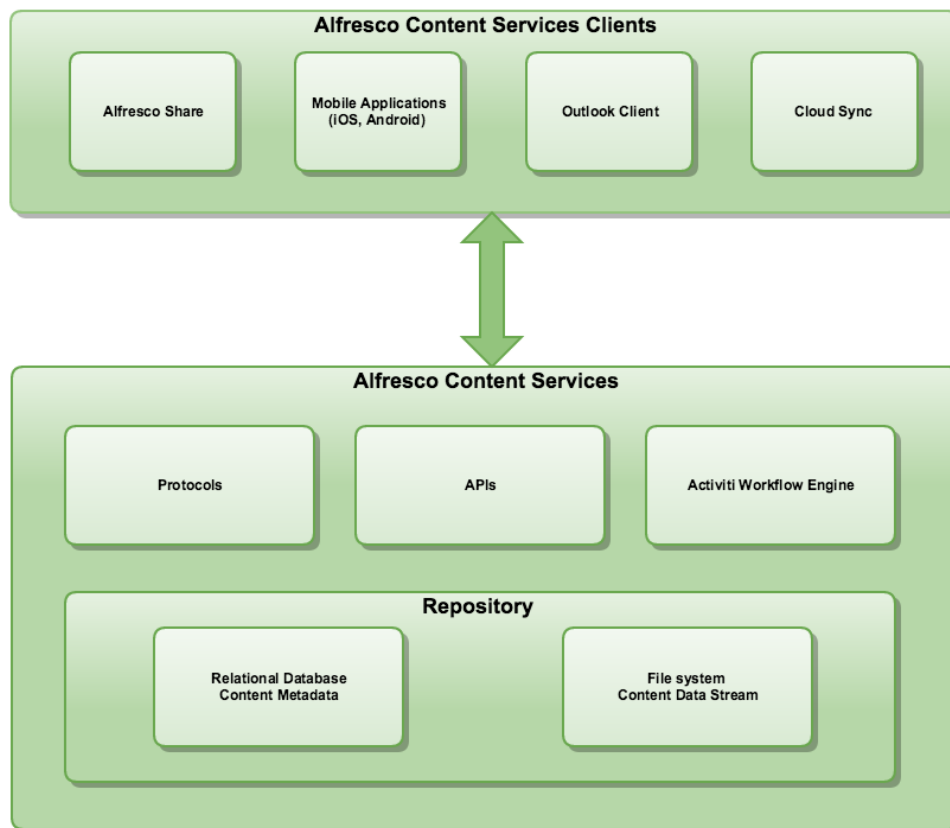 Alfresco Content Services Clients
Alfresco Share
Mobile Applications
(iOS, Android)
Outlook Client
Cloud Sync
Alfresco Content Services
Protocols
APIs
Activiti Workflow Engine
Repository
Relational Database
Content Metadata
File system
Content Data Stream